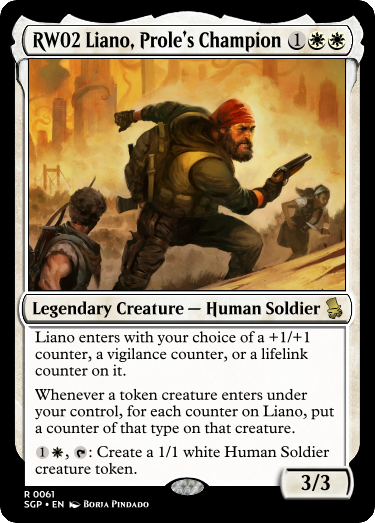 RW02 Liano, Prole's Champion 1
Legendary Creature — Human Soldier
Liano enters with your choice of a +1/+1
counter, a vigilance counter, or a lifelink
counter on it.
Whenever a token creature enters under
your control, for each counter on Liano, put
a counter of that type on that creature.
1, : Create a 1/1 white Human Soldier
creature token.
3/3
R 0061
SGP • EN Borja Pindado